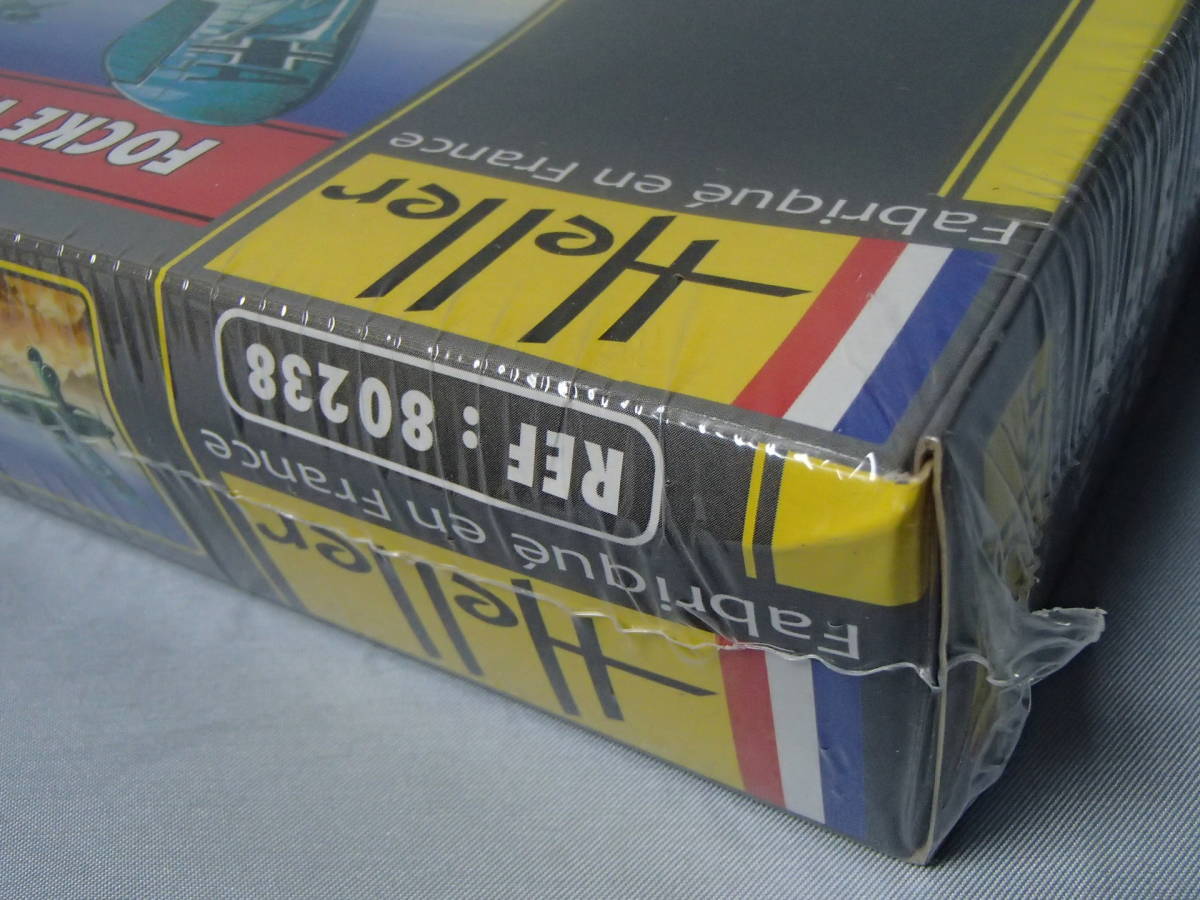 FOCKE
Fabriqué en France
Heller
REF : 80238
Fabriqué en France
Heller